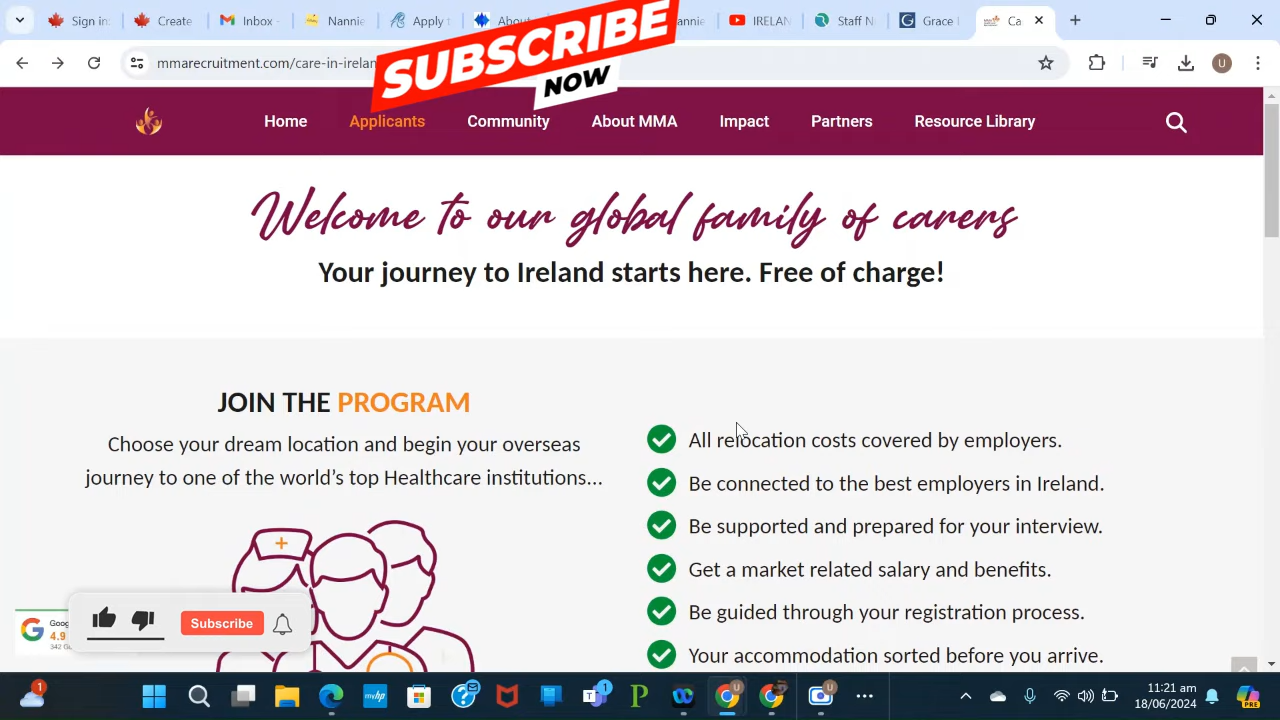 Sign in
Create
Inbox -
Nannie
Apply t
Abou
annie
IRELAN
Staff N
Grace
Ca
mmarecruitment.com/care-in-irelan
U
SUBSCRIBE
NOW
Home
Applicants
Community
About MMA
Impact
Partners
Resource Library
Welcome to our global family of carers
Your journey to Ireland starts here. Free of charge!
JOIN THE PROGRAM
Choose your dream location and begin your overseas
journey to one of the world's top Healthcare institutions...
All relocation costs covered by employers.
Be connected to the best employers in Ireland.
Be supported and prepared for your interview.
Get a market related salary and benefits.
Be guided through your registration process.
Your accommodation sorted before you arrive.
Goog
4.9
342 G
Subscribe
11:21 am
18/06/2024